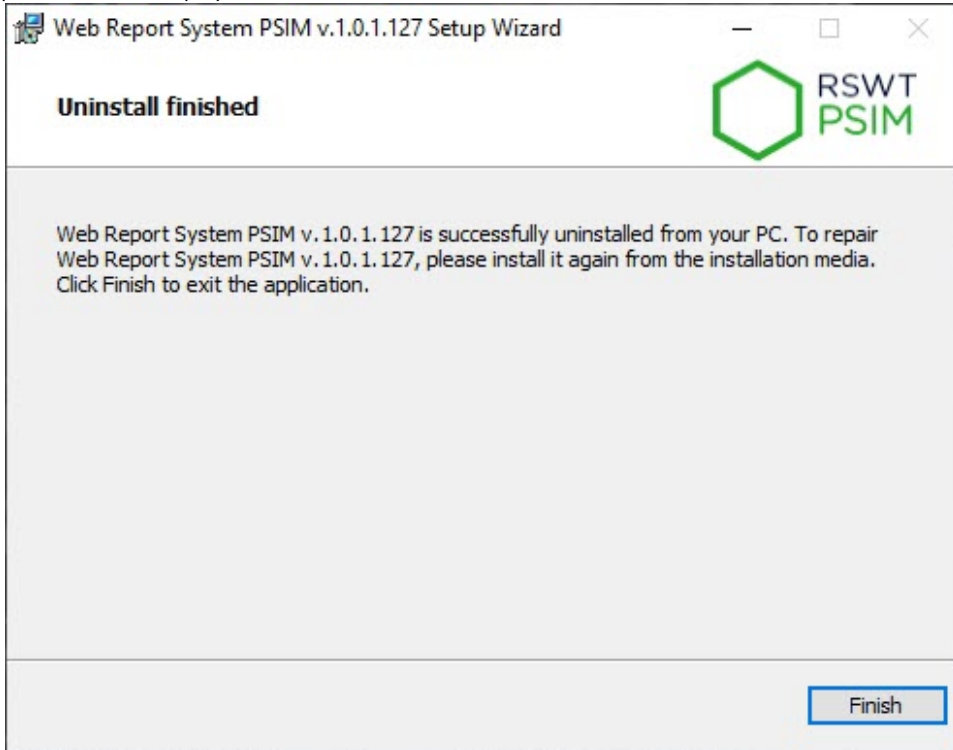 Web Report System PSIM v.1.0.1.127 Setup Wizard
RSWT
PSIM
Uninstall finished
Web Report System PSIM v.1.0.1.127 is successfully uninstalled from your PC. To repair
Web Report System PSIM v.1.0.1.127, please install it again from the installation media.
Click Finish to exit the application.
Finish